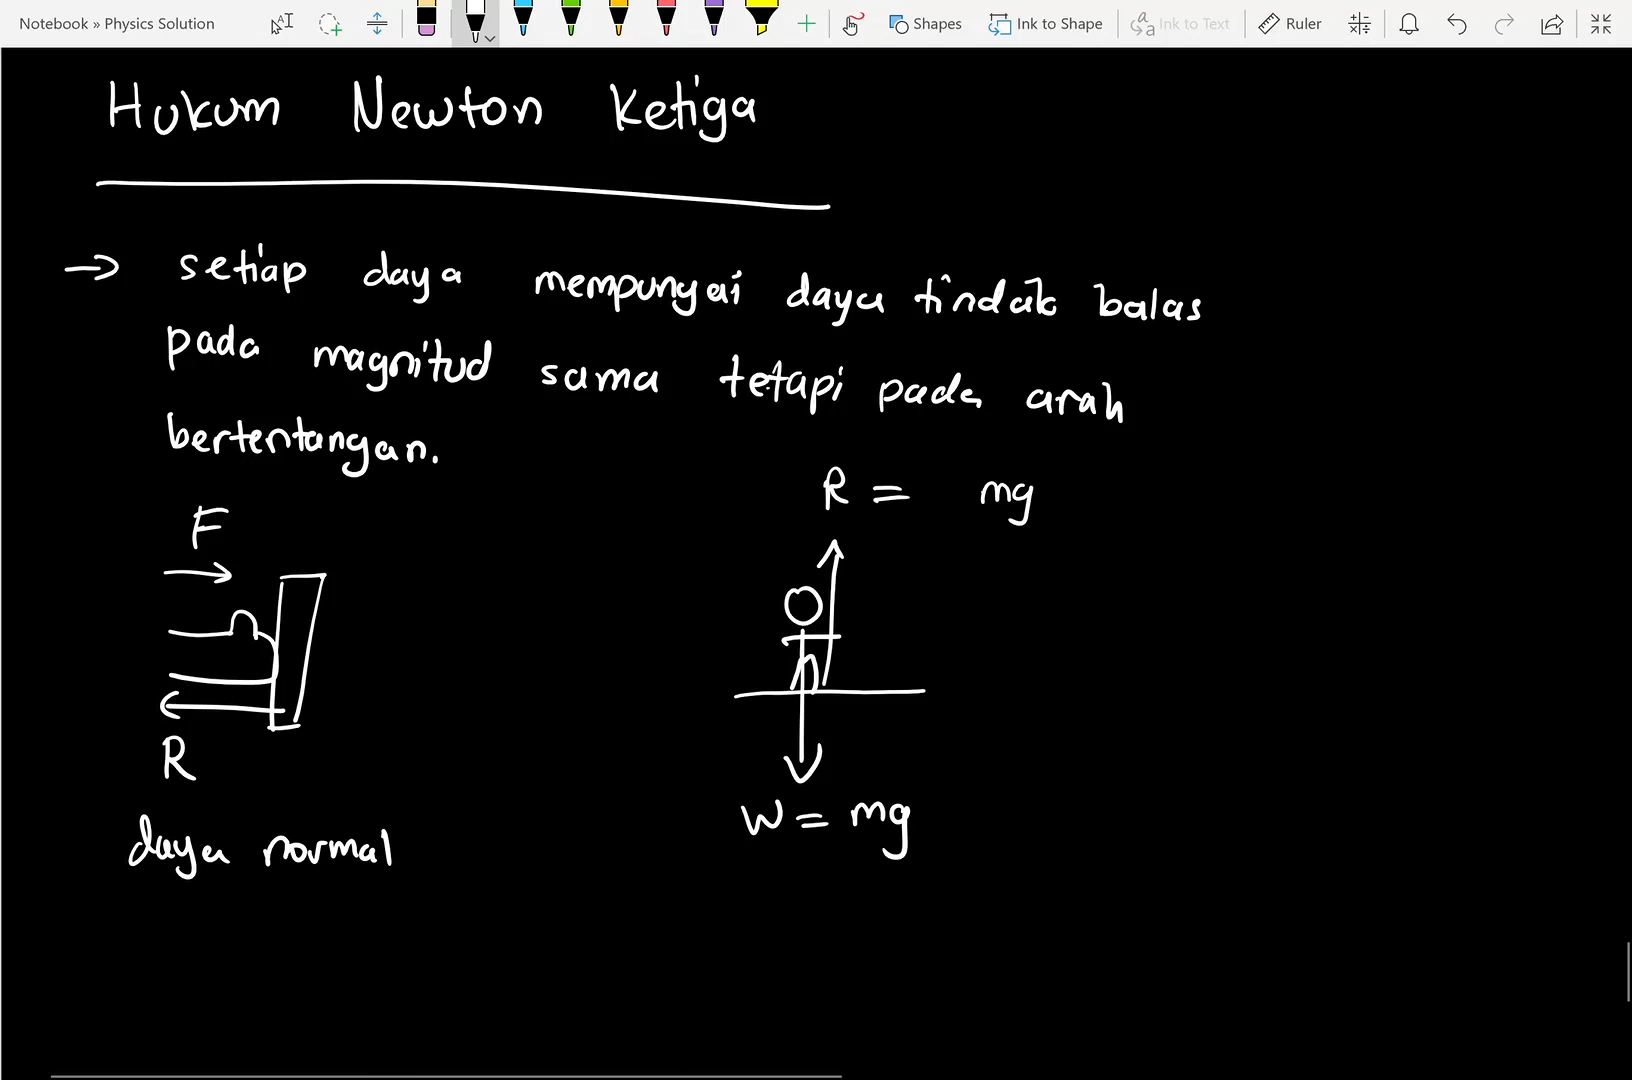 Notebook » Physics Solution
Shapes
Ink to Shape
Ink to Text
Ruler
Hukum Newton Ketiga
→ setiap daya mempunyai daya tindak balas
pada magnitud sama tetapi pada arah
bertentangan.
F
R
daya normal
R = mg
W = mg